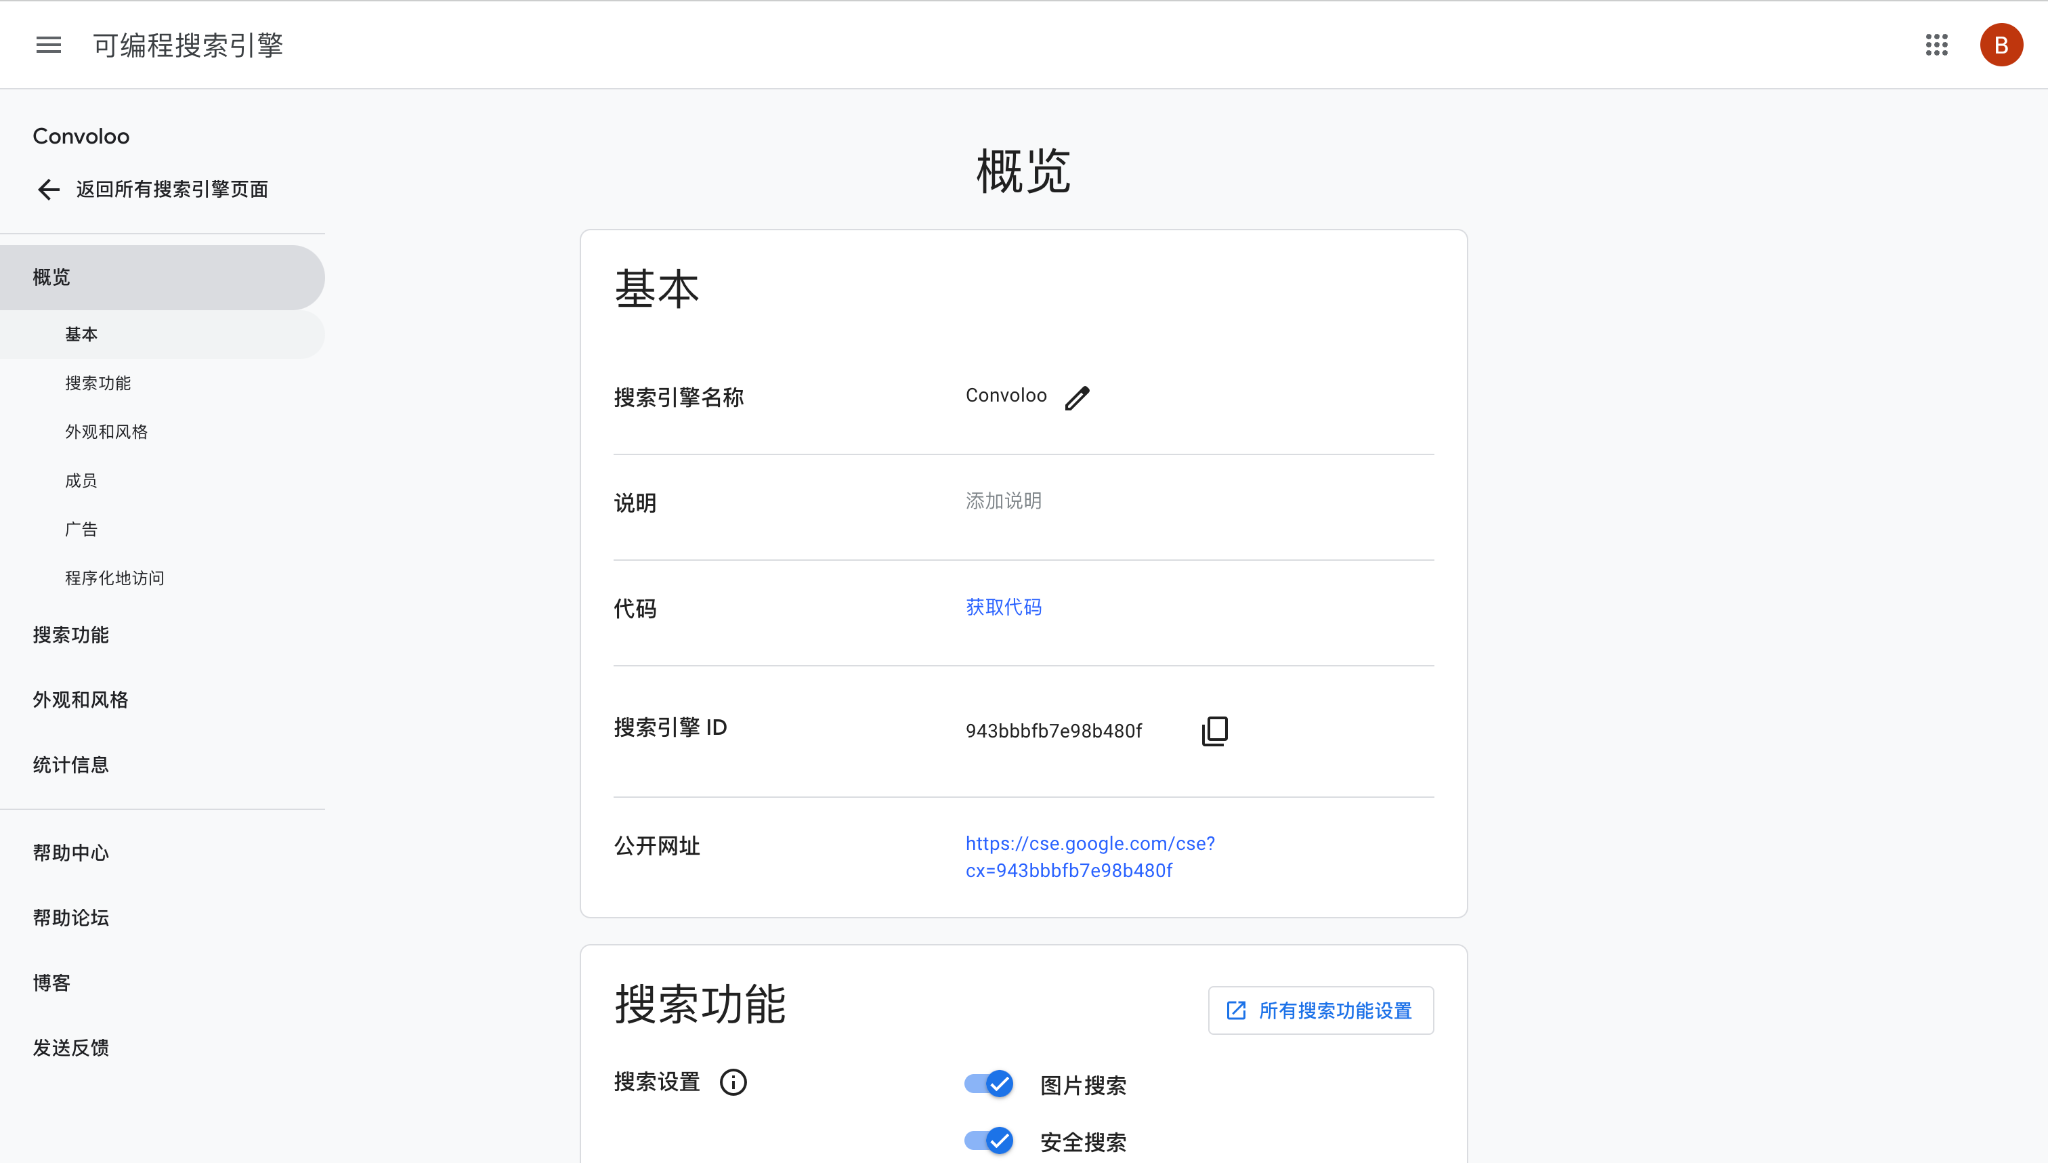 可编程搜索引擎
B
Convoloo
返回所有搜索引擎页面
概览
基本
搜索功能
外观和风格
成员
广告
程序化地访问
搜索功能
外观和风格
统计信息
帮助中心
帮助论坛
博客
发送反馈
概览
基本
搜索引擎名称
Convoloo
说明
添加说明
代码
获取代码
搜索引擎 ID
943bbbfb7e98b480f
公开网址
https://cse.google.com/cse?
cx=943bbbfb7e98b480f
搜索功能
所有搜索功能设置
搜索设置
图片搜索
安全搜索